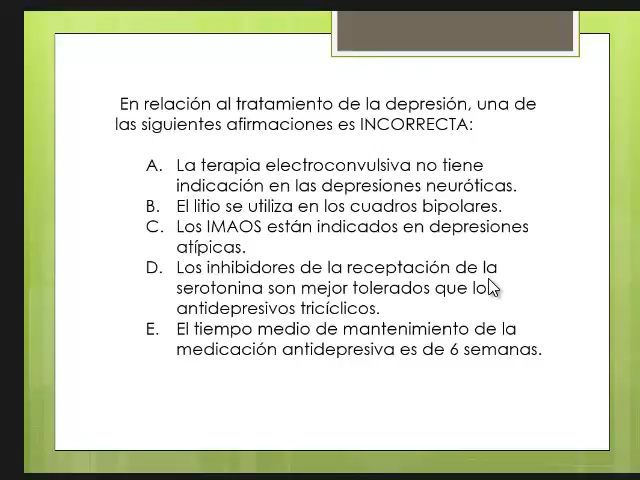 En relación al tratamiento de la depresión, una de
las siguientes afirmaciones es INCORRECTA:
A. La terapia electroconvulsiva no tiene
indicación en las depresiones neuróticas.
B. El litio se utiliza en los cuadros bipolares.
C. Los IMAOS están indicados en depresiones
atípicas.
D. Los inhibidores de la receptación de la
serotonina son mejor tolerados que los
antidepresivos tricíclicos.
E. El tiempo medio de mantenimiento de la
medicación antidepresiva es de 6 semanas.